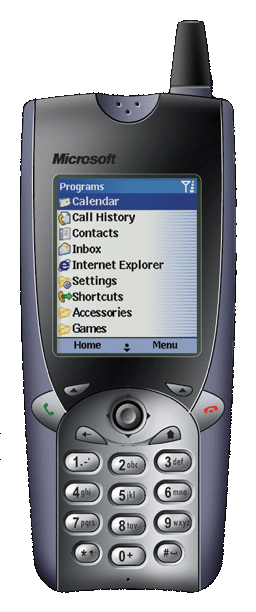 Microsoft
Programs
Calendar
Call History
Contacts
Inbox
Internet Explorer
Settings
Shortcuts
Accessories
Games
Home Menu
1
2 abc
3 def
4 ghi
5 jkl
6 mno
7 pqrs
8 tuv
9 wxyz
*
0+
#